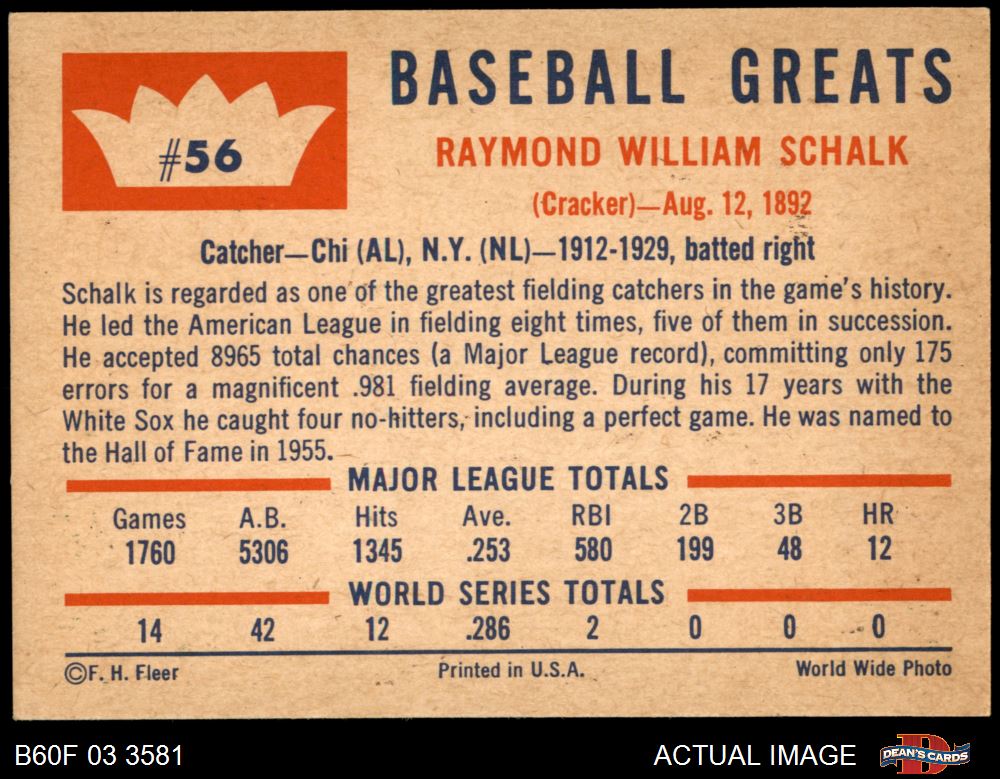 #56
BASEBALL GREATS
RAYMOND WILLIAM SCHALK
(Cracker)—Aug. 12, 1892
Catcher—Chi (AL), N.Y. (NL)—1912-1929, batted right
Schalk is regarded as one of the greatest fielding catchers in the game's history.
He led the American League in fielding eight times, five of them in succession.
He accepted 8965 total chances (a Major League record), committing only 175
errors for a magnificent .981 fielding average. During his 17 years with the
White Sox he caught four no-hitters, including a perfect game. He was named to
the Hall of Fame in 1955.
MAJOR LEAGUE TOTALS
Games A.B. Hits Ave. RBI 2B 3B HR
1760 5306 1345 .253 580 199 48 12
WORLD SERIES TOTALS
14 42 12 .286 2 0 0 0
©F. H. Fleer Printed in U.S.A. World Wide Photo
B60F 03 3581 ACTUAL IMAGE DEAN'S CARDS